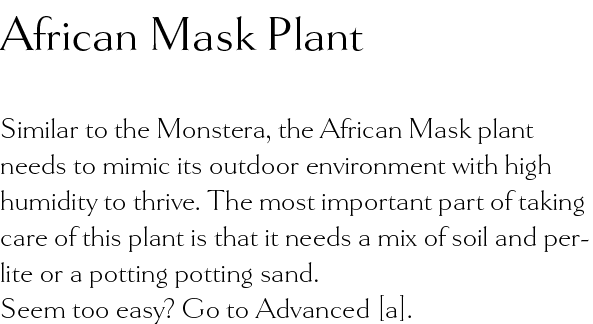 African Mask Plant
Similar to the Monstera, the African Mask plant
needs to mimic its outdoor environment with high
humidity to thrive. The most important part of taking
care of this plant is that it needs a mix of soil and per-
lite or a potting potting sand.
Seem too easy? Go to Advanced [a].